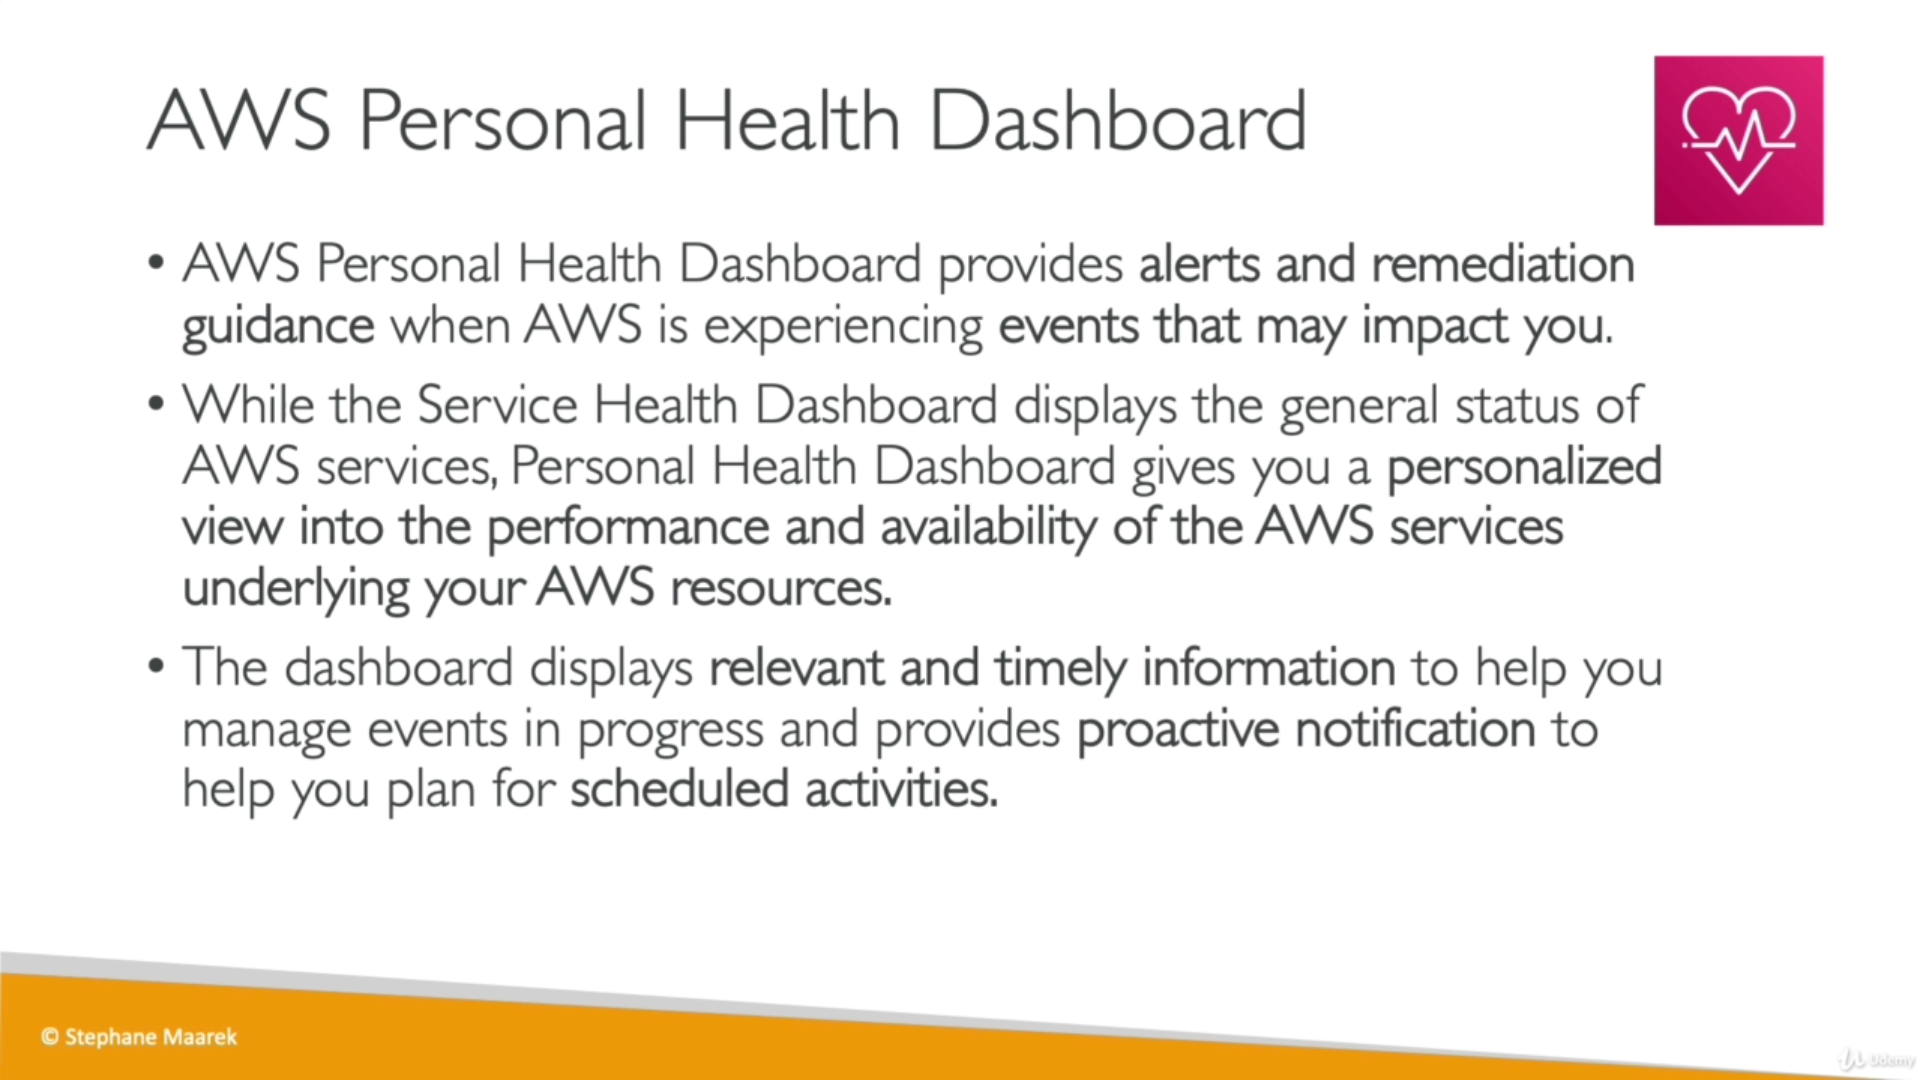 AWS Personal Health Dashboard
• AWS Personal Health Dashboard provides alerts and remediation
guidance when AWS is experiencing events that may impact you.
• While the Service Health Dashboard displays the general status of
AWS services, Personal Health Dashboard gives you a personalized
view into the performance and availability of the AWS services
underlying your AWS resources.
• The dashboard displays relevant and timely information to help you
manage events in progress and provides proactive notification to
help you plan for scheduled activities.
© Stephane Maarek
Udemy